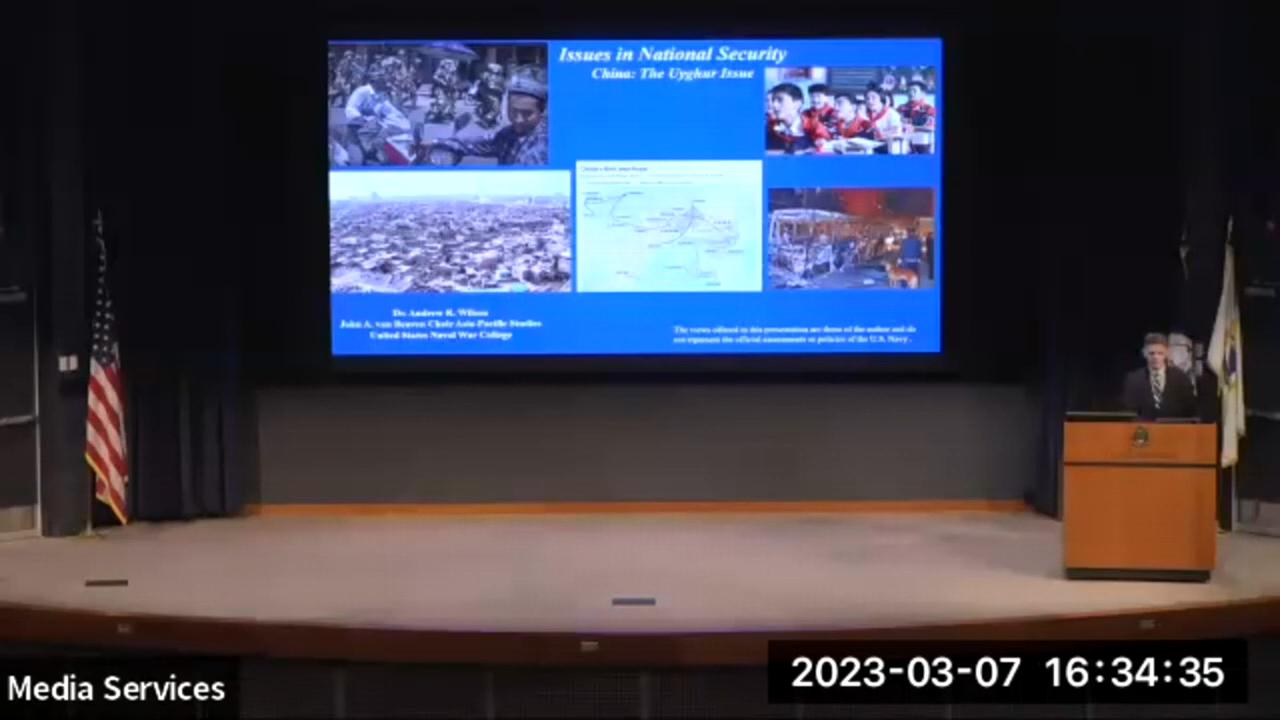 Issues in National Security
China: The Uyghur Issue
Dr. Andrew R. Wilson
John A. van Beuren Chair Asia-Pacific Studies
United States Naval War College
The views offered in this presentation are those of the author and do
not represent the official assessments or policies of the U.S. Navy.
Media Services
2023-03-07 16:34:35